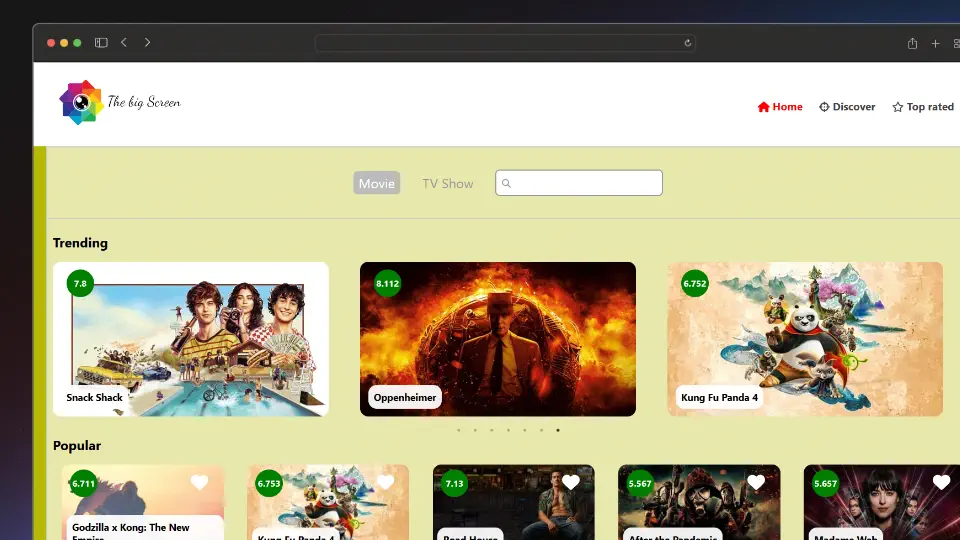 The big Screen
Home
Discover
Top rated
Movie
TV Show
Trending
7.8
8.112
6.752
Snack Shack
Oppenheimer
Kung Fu Panda 4
Popular
6.711
6.753
7.13
5.567
5.657
Godzilla x Kong: The New
Empire
Kung Fu Panda 4
Road House
After the Pandemic
Madame Web